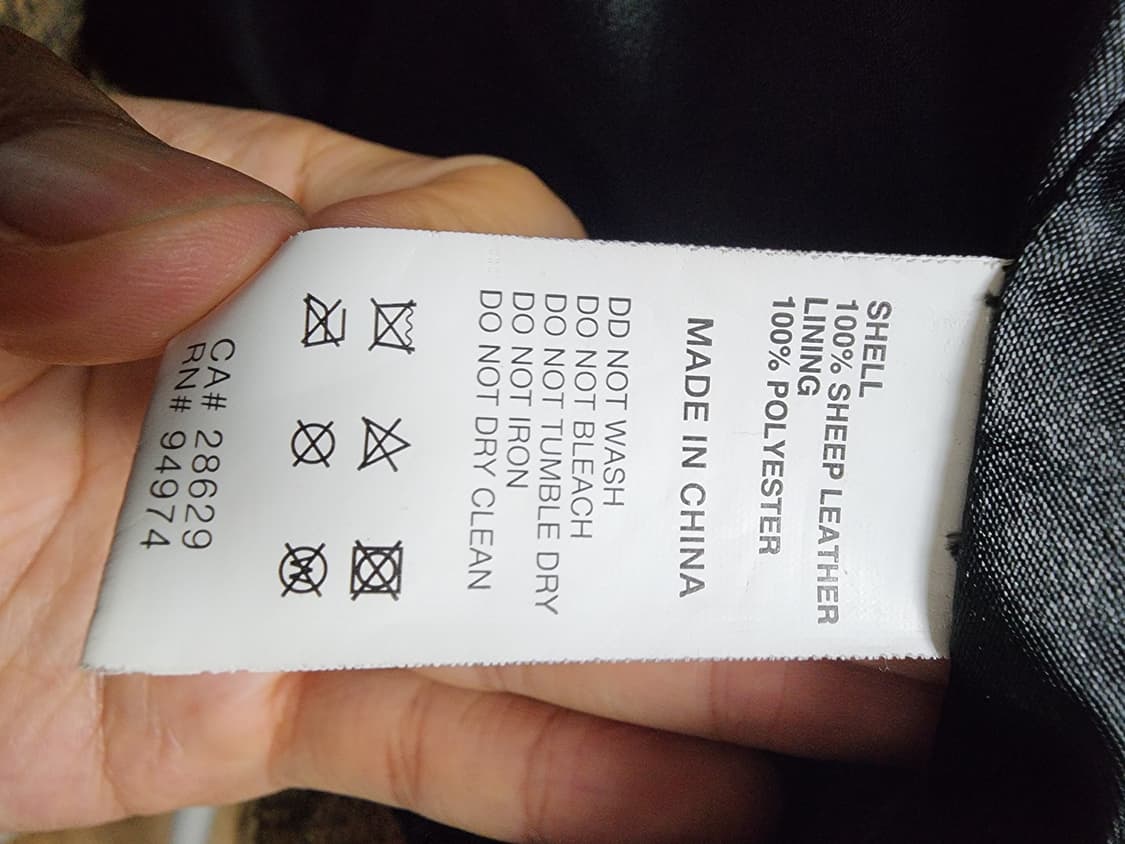 SHELL
100% SHEEP LEATHER
LINING
100% POLYESTER
MADE IN CHINA
DD NOT WASH
DO NOT BLEACH
DO NOT TUMBLE DRY
DO NOT IRON
DO NOT DRY CLEAN
W
CA# 28629
RN# 94974